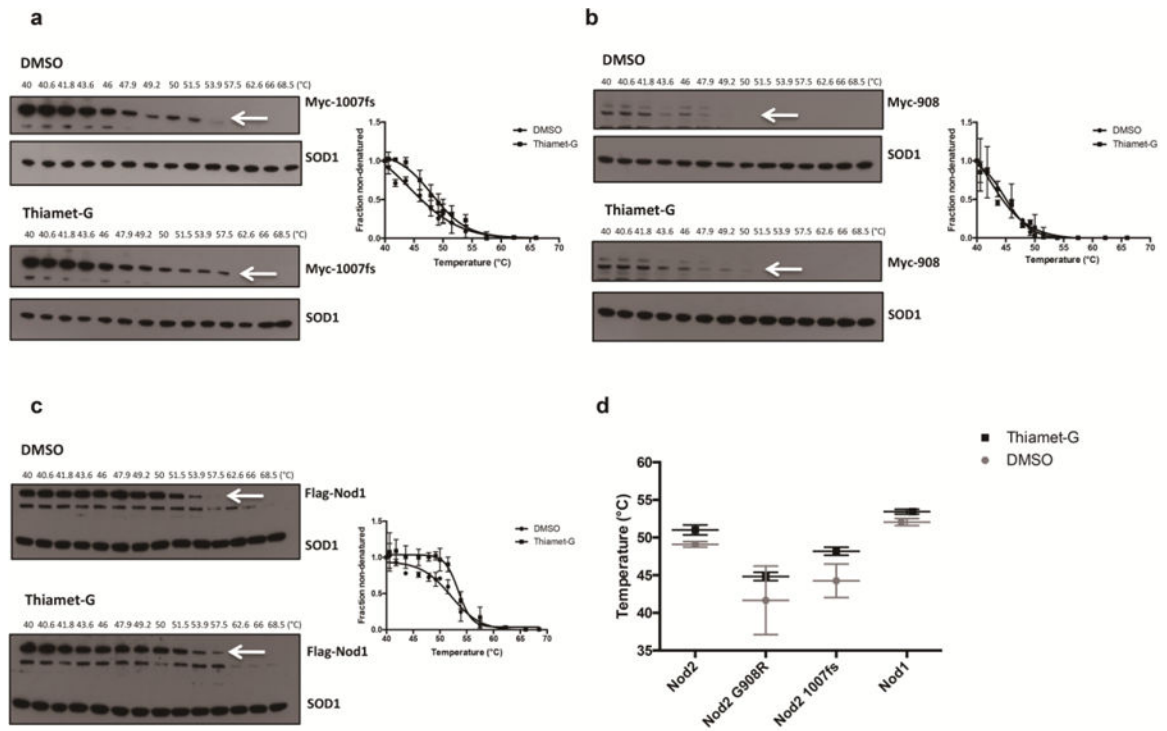 a
DMSO
40 40.6 41.8 43.6 46 47.9 49.2 50 51.5 53.9 57.5 62.6 66 68.5 (°C)
Myc-1007fs
SOD1
Thiamet-G
40 40.6 41.8 43.6 46 47.9 49.2 50 51.5 53.9 57.5 62.6 66 68.5 (°C)
Myc-1007fs
SOD1
1.5
1.0
0.5
0.0
Fraction non-denatured
40 45 50 55 60 65 70
Temperature (°C)
DMSO
Thiamet-G
b
DMSO
40 40.6 41.8 43.6 46 47.9 49.2 50 51.5 53.9 57.5 62.6 66 68.5 (°C)
Myc-908
SOD1
Thiamet-G
40 40.6 41.8 43.6 46 47.9 49.2 50 51.5 53.9 57.5 62.6 66 68.5 (°C)
Myc-908
SOD1
1.5
1.0
0.5
0.0
Fraction non-denatured
40 45 50 55 60 65 70
Temperature (°C)
DMSO
Thiamet-G
c
DMSO
40 40.6 41.8 43.6 46 47.9 49.2 50 51.5 53.9 57.5 62.6 66 68.5 (°C)
Flag-Nod1
SOD1
Thiamet-G
40 40.6 41.8 43.6 46 47.9 49.2 50 51.5 53.9 57.5 62.6 66 68.5 (°C)
Flag-Nod1
SOD1
1.5
1.0
0.5
0.0
Fraction non-denatured
40 45 50 55 60 65 70
Temperature (°C)
DMSO
Thiamet-G
d
Thiamet-G
DMSO
60
55
50
45
40
35
Temperature (°C)
Nod2
Nod2 G908R
Nod2 1007fs
Nod1